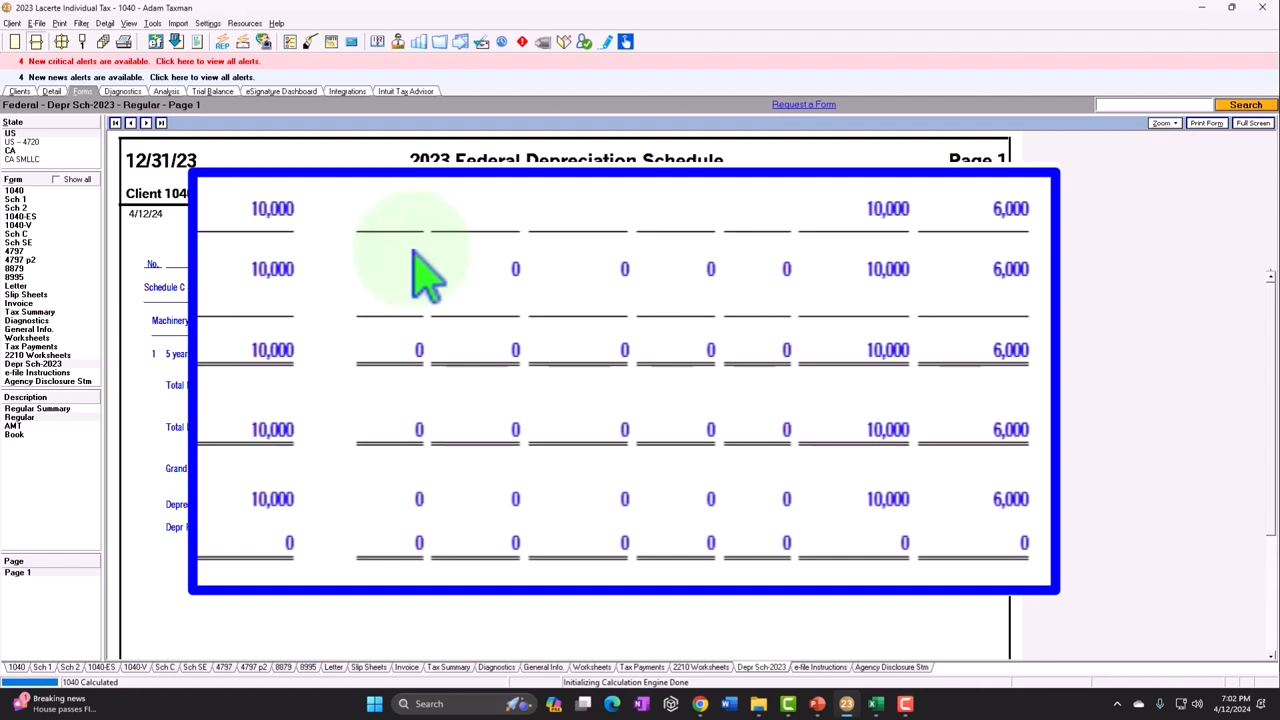 2023 Lacerte Individual Tax - 1040 - Adam Taxman
Client E-File Print Filter Detail View Tools Import Settings Resources Help
REP
4 New critical alerts are available. Click here to view all alerts.
4 New news alerts are available. Click here to view all alerts.
Clients Detail Forms Diagnostics Analysis Trial Balance eSignature Dashboard Integrations Intuit Tax Advisor
Federal - Depr Sch-2023 - Regular - Page 1 Request a Form Search
State
US
US - 4720
CA
CA SMLLC
Form Show all
1040
Sch 1
Sch 2
1040-ES
1040-V
Sch C
Sch SE
4797
4797 p2
8879
8995
Letter
Slip Sheets
Invoice
Tax Summary
Diagnostics
General Info.
Worksheets
Tax Payments
2210 Worksheets
Depr Sch-2023
e-file Instructions
Agency Disclosure Stm
Description
Regular Summary
Regular
AMT
Book
Page
Page 1
Zoom Print Form Full Screen
12/31/23 2023 Federal Depreciation Schedule Page 1
Client 1040
4/12/24
No.
Schedule C
Machinery
1 5 year
Total
Total
Grand
Depre
Depr
10,000 10,000 6,000
10,000 0 0 0 0 10,000 6,000
10,000 0 0 0 0 0 10,000 6,000
10,000 0 0 0 0 0 10,000 6,000
10,000 0 0 0 0 0 10,000 6,000
0 0 0 0 0 0 0 0
1040 Sch 1 Sch 2 1040-ES 1040-V Sch C Sch SE 4797 4797 p2 8879 8995 Letter Slip Sheets Invoice Tax Summary Diagnostics General Info. Worksheets Tax Payments 2210 Worksheets Depr Sch-2023 e-file Instructions Agency Disclosure Stm
1040 Calculated Initializing Calculation Engine Done
1
Breaking news
House passes FI...
Search
23
7:02 PM
4/12/2024